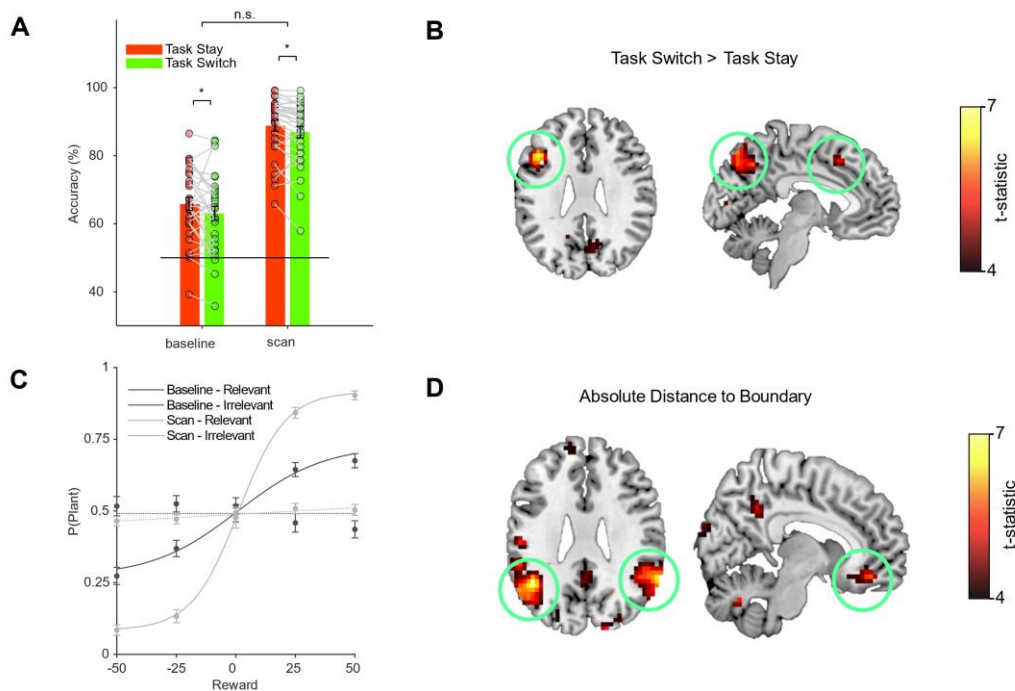 A
n.s.
Task Stay
Task Switch
*
*
100
80
60
40
Accuracy (%)
baseline
scan
B
Task Switch > Task Stay
7
4
t-statistic
C
1
0.75
0.5
0.25
0
P(Plant)
Baseline - Relevant
Baseline - Irrelevant
Scan - Relevant
Scan - Irrelevant
-50
-25
0
25
50
Reward
D
Absolute Distance to Boundary
7
4
t-statistic